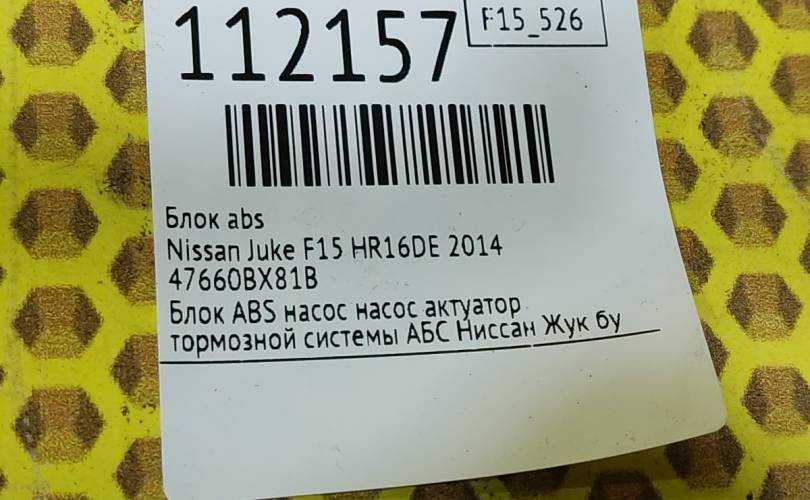 112157
F15_526
Блок abs
Nissan Juke F15 HR16DE 2014
47660BX81B
Блок ABS насос насос актуатор
тормозной системы АБС Ниссан Жук бу